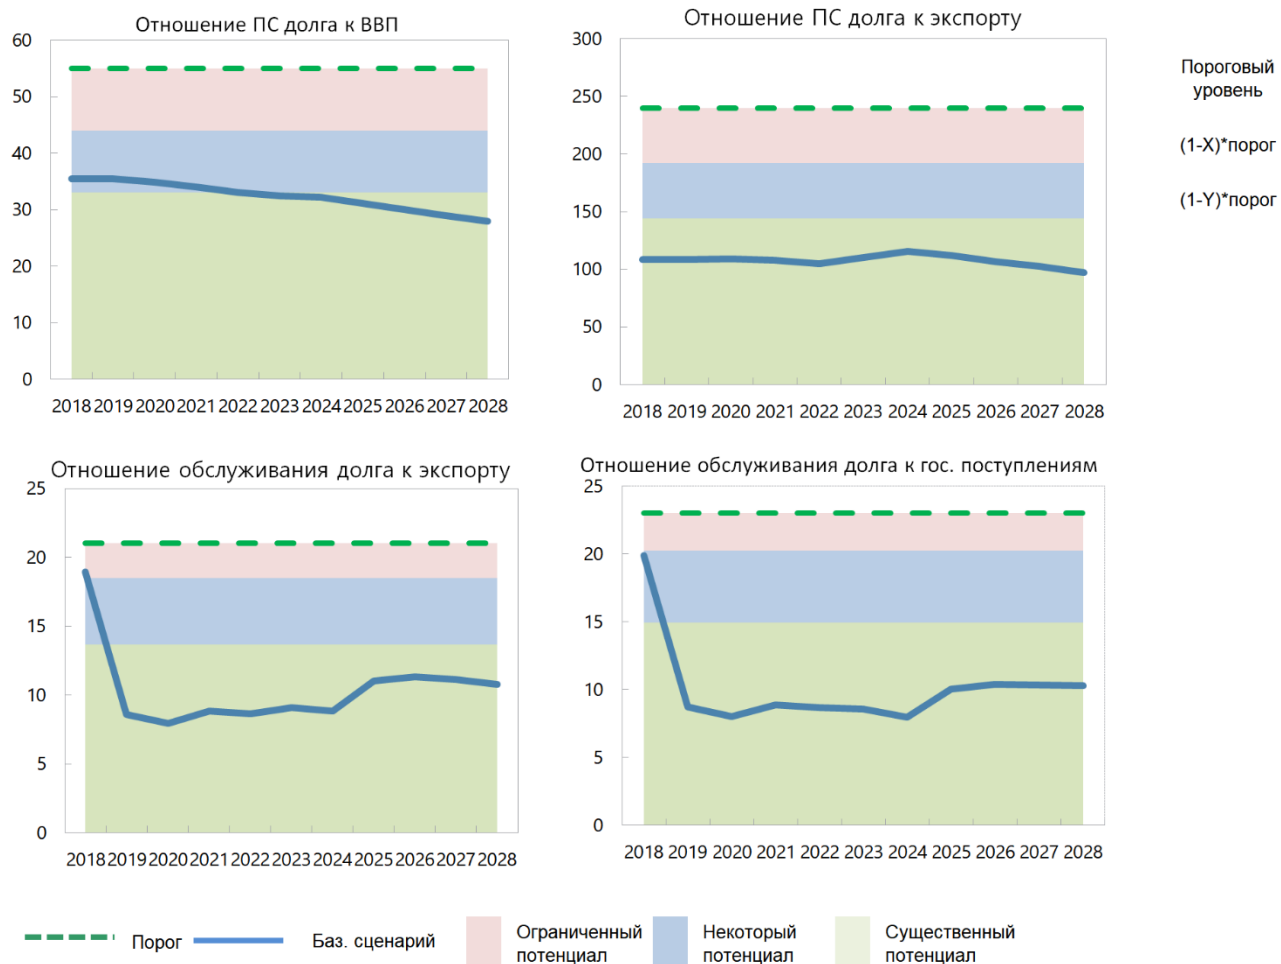 Отношение ПС долга к ВВП
60
50
40
30
20
10
0
2018 2019 2020 2021 2022 2023 2024 2025 2026 2027 2028
Отношение ПС долга к экспорту
300
250
200
150
100
50
0
2018 2019 2020 2021 2022 2023 2024 2025 2026 2027 2028
Пороговый
уровень
(1-X)*порог
(1-Y)*порог
Отношение обслуживания долга к экспорту
25
20
15
10
5
0
2018 2019 2020 2021 2022 2023 2024 2025 2026 2027 2028
Отношение обслуживания долга к гос. поступлениям
25
20
15
10
5
0
2018 2019 2020 2021 2022 2023 2024 2025 2026 2027 2028
Порог
Баз. сценарий
Ограниченный
потенциал
Некоторый
потенциал
Существенный
потенциал